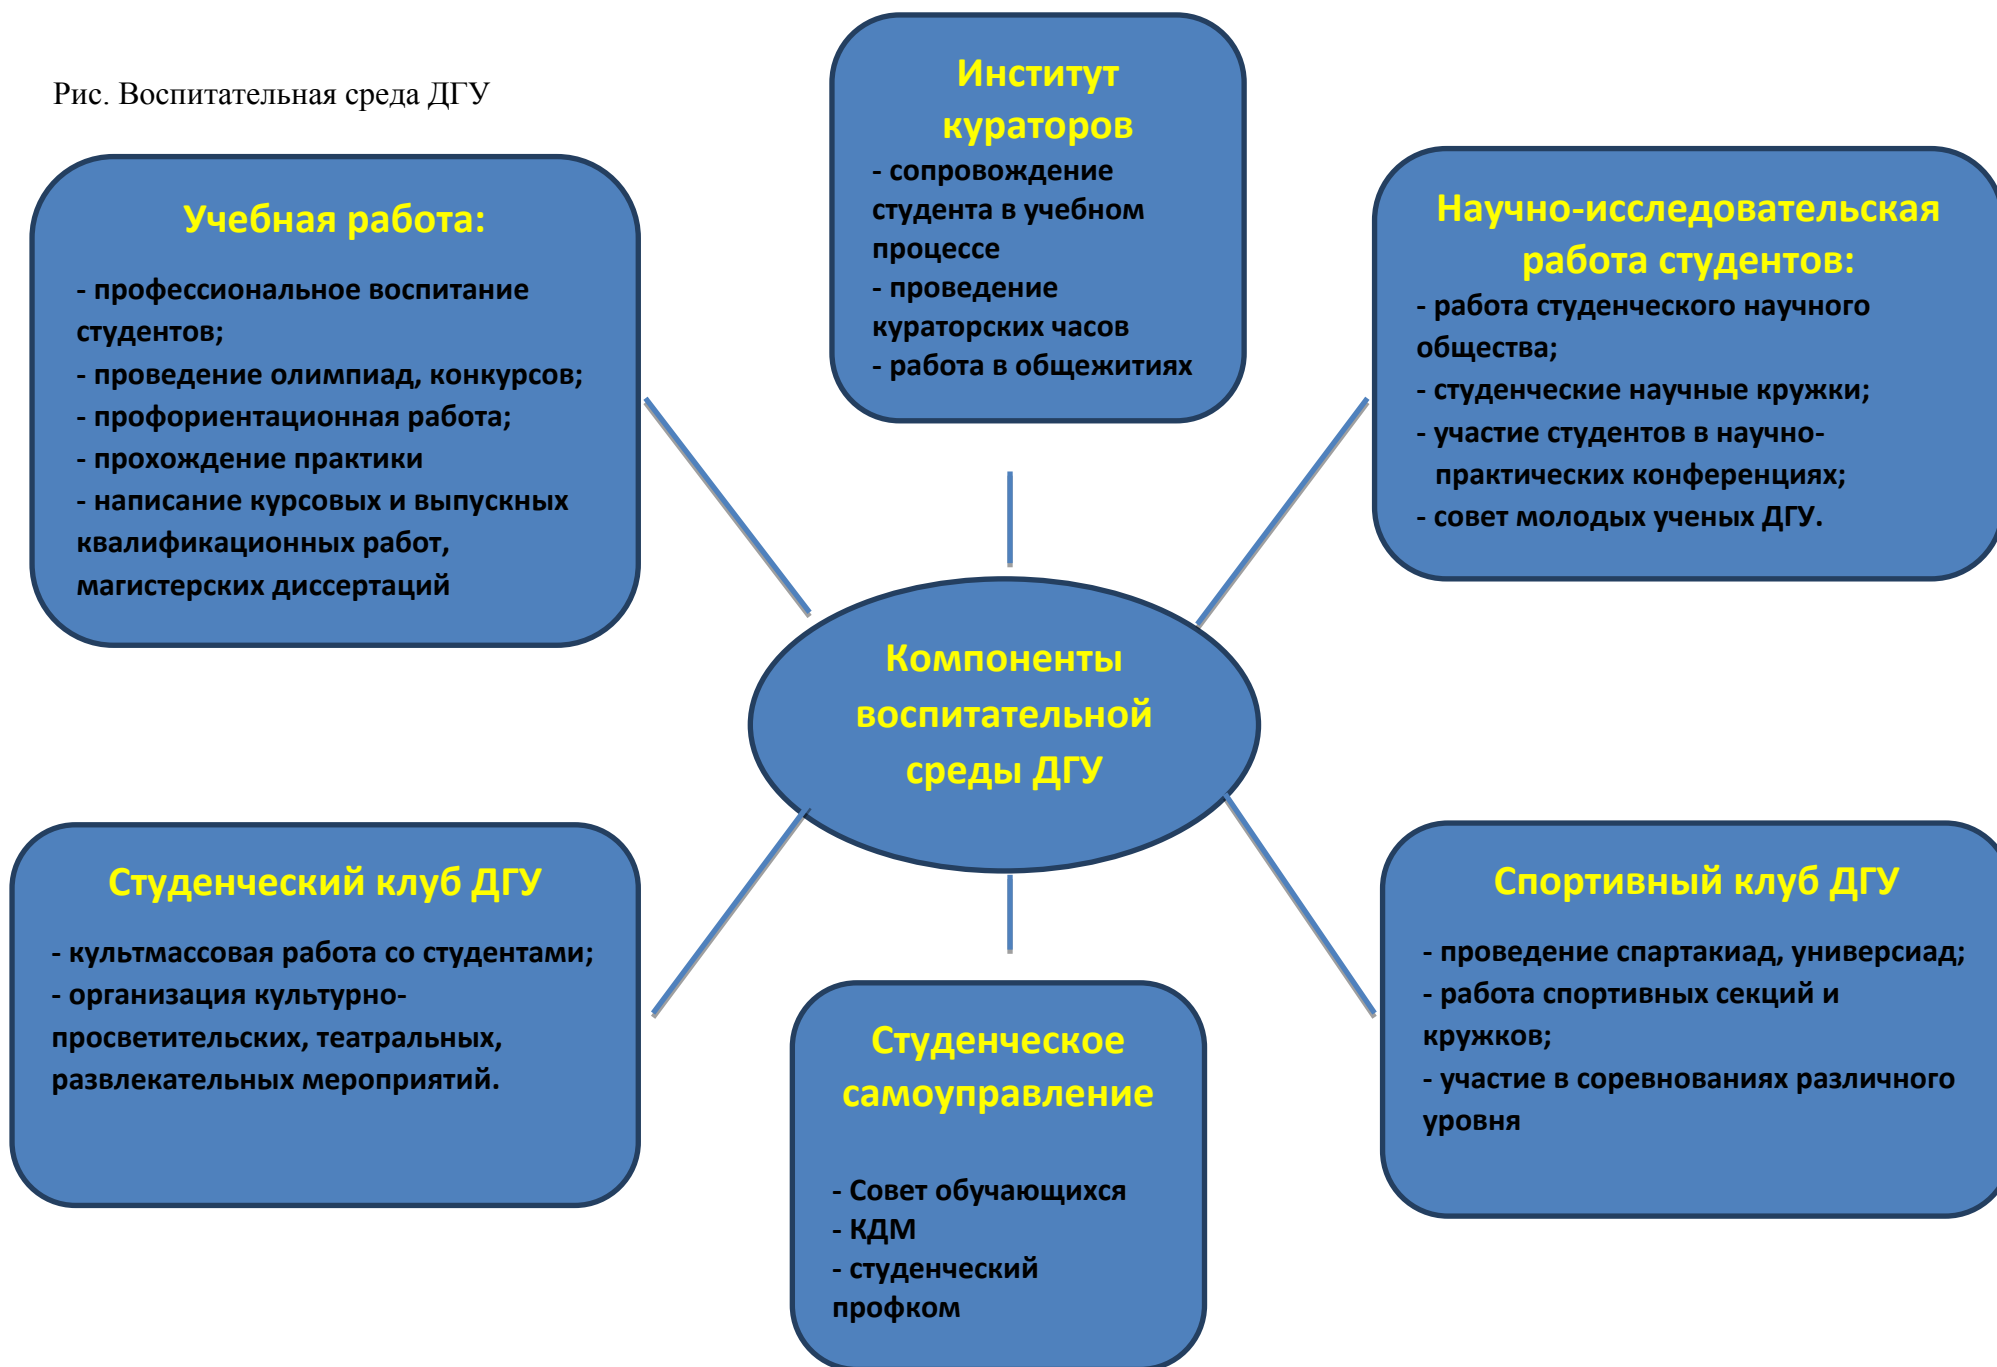 Рис. Воспитательная среда ДГУ
Институт
кураторов
- сопровождение
студента в учебном
процессе
- проведение
кураторских часов
- работа в общежитиях
Учебная работа:
- профессиональное воспитание
студентов;
- проведение олимпиад, конкурсов;
- профориентационная работа;
- прохождение практики
- написание курсовых и выпускных
квалификационных работ,
магистерских диссертаций
Научно-исследовательская
работа студентов:
- работа студенческого научного
общества;
- студенческие научные кружки;
- участие студентов в научно-
практических конференциях;
- совет молодых ученых ДГУ.
Компоненты
воспитательной
среды ДГУ
Студенческий клуб ДГУ
- культмассовая работа со студентами;
- организация культурно-
просветительских, театральных,
развлекательных мероприятий.
Студенческое
самоуправление
- Совет обучающихся
- КДМ
- студенческий
профком
Спортивный клуб ДГУ
- проведение спартакиад, универсиад;
- работа спортивных секций и
кружков;
- участие в соревнованиях различного
уровня